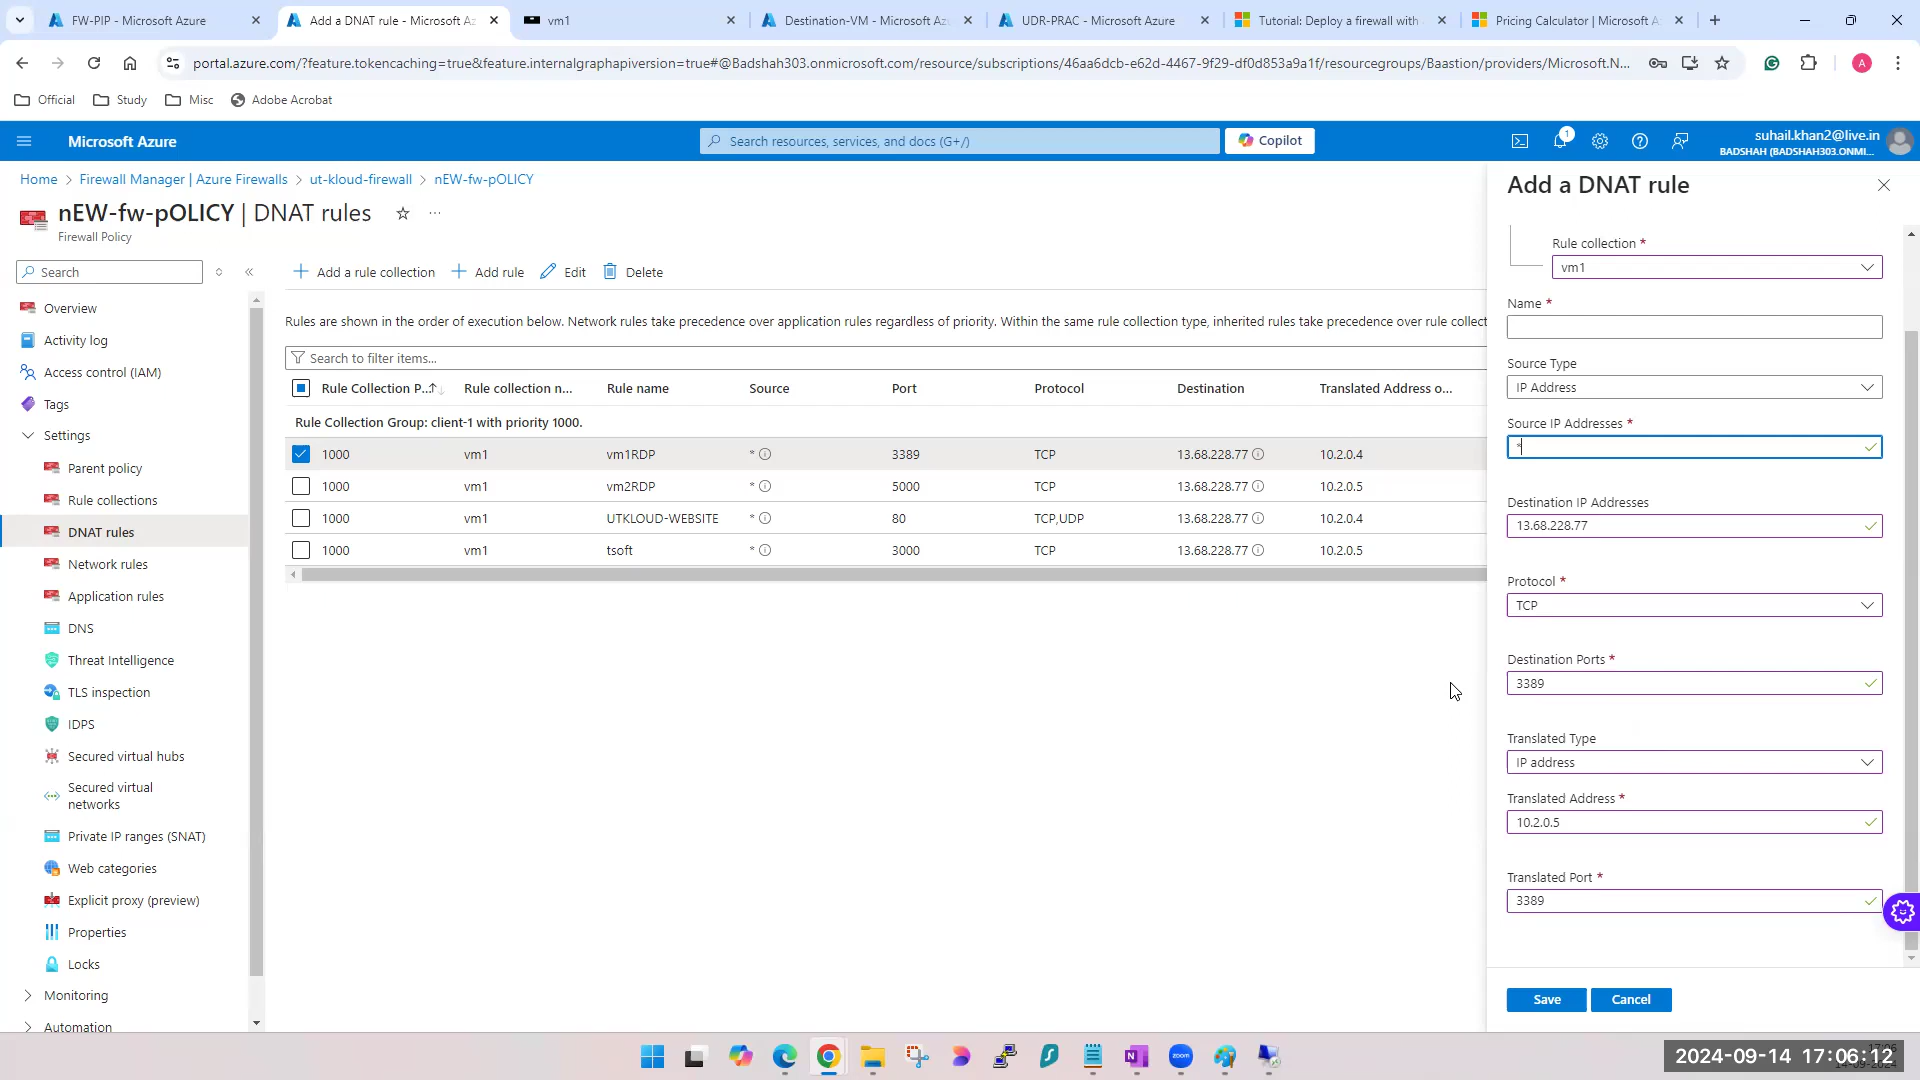 FW-PIP - Microsoft Azure
Add a DNAT rule - Microsoft Az
vm1
Destination-VM - Microsoft Azu
UDR-PRAC - Microsoft Azure
Tutorial: Deploy a firewall with
Pricing Calculator | Microsoft A
portal.azure.com/?feature.tokencaching=true&feature.internalgraphapiversion=true#@Badshah303.onmicrosoft.com/resource/subscriptions/46aa6dcb-e62d-4467-9f29-df0d853a9a1f/resourcegroups/Baastion/providers/Microsoft.N...
A
Official
Study
Misc
Adobe Acrobat
Microsoft Azure
Search resources, services, and docs (G+/)
Copilot
1
suhail.khan2@live.in
BADSHAH (BADSHAH303.ONMI...
Home > Firewall Manager | Azure Firewalls > ut-kloud-firewall > nEW-fw-pOLICY
nEW-fw-pOLICY | DNAT rules
Firewall Policy
Search
Overview
Activity log
Access control (IAM)
Tags
Settings
Parent policy
Rule collections
DNAT rules
Network rules
Application rules
DNS
Threat Intelligence
TLS inspection
IDPS
Secured virtual hubs
Secured virtual
networks
Private IP ranges (SNAT)
Web categories
Explicit proxy (preview)
Properties
Locks
Monitoring
Automation
Add a rule collection
Add rule
Edit
Delete
Rules are shown in the order of execution below. Network rules take precedence over application rules regardless of priority. Within the same rule collection type, inherited rules take precedence over rule collect
Search to filter items...
Rule Collection P...↑↓ Rule collection n... Rule name Source Port Protocol Destination Translated Address o...
Rule Collection Group: client-1 with priority 1000.
1000 vm1 vm1RDP * 3389 TCP 13.68.228.77 10.2.0.4
1000 vm1 vm2RDP * 5000 TCP 13.68.228.77 10.2.0.5
1000 vm1 UTKLOUD-WEBSITE * 80 TCP,UDP 13.68.228.77 10.2.0.4
1000 vm1 tsoft * 3000 TCP 13.68.228.77 10.2.0.5
Add a DNAT rule
Rule collection *
vm1
Name *
Source Type
IP Address
Source IP Addresses *
*
Destination IP Addresses
13.68.228.77
Protocol *
TCP
Destination Ports *
3389
Translated Type
IP address
Translated Address *
10.2.0.5
Translated Port *
3389
Save
Cancel
zoom
2024-09-14 17:06:12